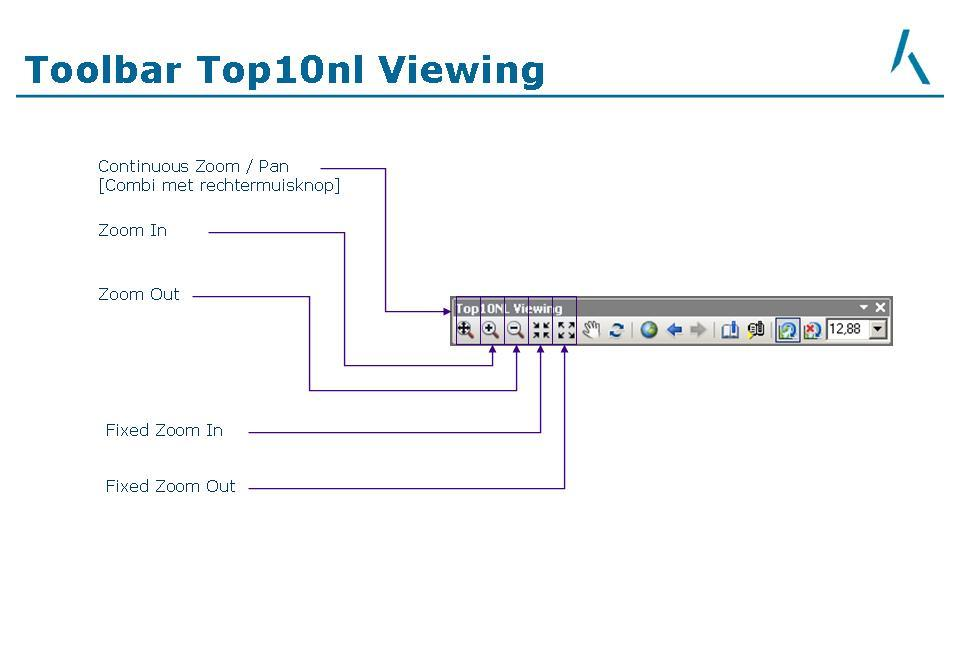 Toolbar Top10nl Viewing
Continuous Zoom / Pan
[Combi met rechtermuisknop]
Zoom In
Zoom Out
Top10NL Viewing
12,88
Fixed Zoom In
Fixed Zoom Out